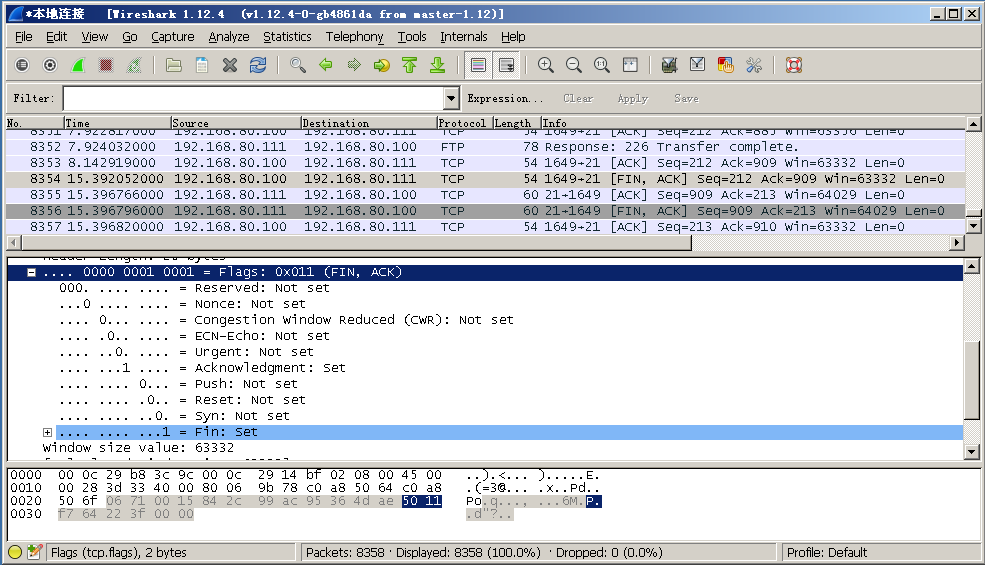 *本地连接 [Wireshark 1.12.4 (v1.12.4-0-gb4861da from master-1.12)]
File Edit View Go Capture Analyze Statistics Telephony Tools Internals Help
Filter: Expression... Clear Apply Save
No. Time Source Destination Protocol Length Info
8351 7.922817000 192.168.80.100 192.168.80.111 TCP 54 1649→21 [ACK] Seq=212 Ack=885 Win=63356 Len=0
8352 7.924032000 192.168.80.111 192.168.80.100 FTP 78 Response: 226 Transfer complete.
8353 8.142919000 192.168.80.100 192.168.80.111 TCP 54 1649→21 [ACK] Seq=212 Ack=909 Win=63332 Len=0
8354 15.392052000 192.168.80.100 192.168.80.111 TCP 54 1649→21 [FIN, ACK] Seq=212 Ack=909 Win=63332 Len=0
8355 15.396766000 192.168.80.111 192.168.80.100 TCP 60 21→1649 [ACK] Seq=909 Ack=213 Win=64029 Len=0
8356 15.396796000 192.168.80.111 192.168.80.100 TCP 60 21→1649 [FIN, ACK] Seq=909 Ack=213 Win=64029 Len=0
8357 15.396820000 192.168.80.100 192.168.80.111 TCP 54 1649→21 [ACK] Seq=213 Ack=910 Win=63332 Len=0
.... 0000 0001 0001 = Flags: 0x011 (FIN, ACK)
000. .... .... = Reserved: Not set
...0 .... .... = Nonce: Not set
.... 0... .... = Congestion Window Reduced (CWR): Not set
.... .0.. .... = ECN-Echo: Not set
.... ..0. .... = Urgent: Not set
.... ...1 .... = Acknowledgment: Set
.... .... 0... = Push: Not set
.... .... .0.. = Reset: Not set
.... .... ..0. = Syn: Not set
.... .... ...1 = Fin: Set
Window size value: 63332
0000 00 0c 29 b8 3c 9c 00 0c 29 14 bf 02 08 00 45 00 ..).<... ).....E.
0010 00 28 3d 33 40 00 80 06 9b 78 c0 a8 50 64 c0 a8 .(=3@... .x..Pd..
0020 50 6f 06 71 00 15 84 2c 99 ac 95 36 4d ae 50 11 Po.q..., ...6M.P.
0030 f7 64 22 3f 00 00 .d"?..
Flags (tcp.flags), 2 bytes Packets: 8358 · Displayed: 8358 (100.0%) · Dropped: 0 (0.0%) Profile: Default